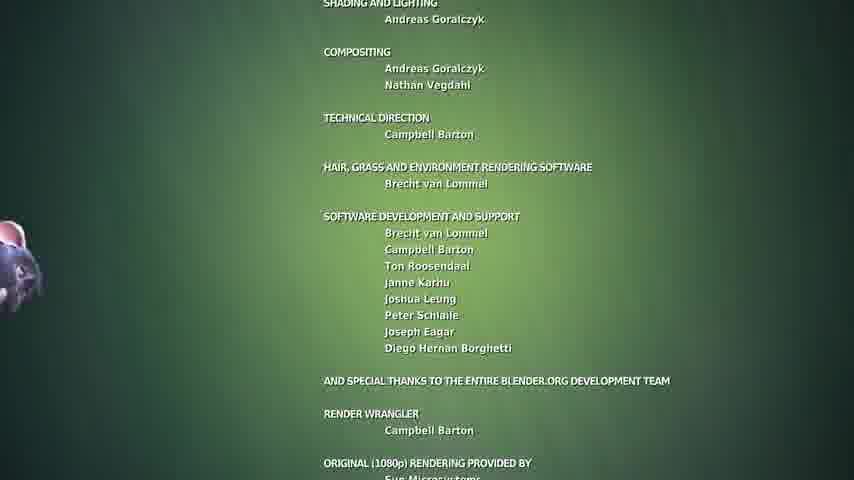 SHADING AND LIGHTING
Andreas Goralczyk
COMPOSITING
Andreas Goralczyk
Nathan Vegdahl
TECHNICAL DIRECTION
Campbell Barton
HAIR, GRASS AND ENVIRONMENT RENDERING SOFTWARE
Brecht van Lommel
SOFTWARE DEVELOPMENT AND SUPPORT
Brecht van Lommel
Campbell Barton
Ton Roosendaal
Janne Karhu
Joshua Leung
Peter Schlaile
Joseph Eagar
Diego Hernan Borghetti
AND SPECIAL THANKS TO THE ENTIRE BLENDER.ORG DEVELOPMENT TEAM
RENDER WRANGLER
Campbell Barton
ORIGINAL (1080p) RENDERING PROVIDED BY
Sun Microsystems